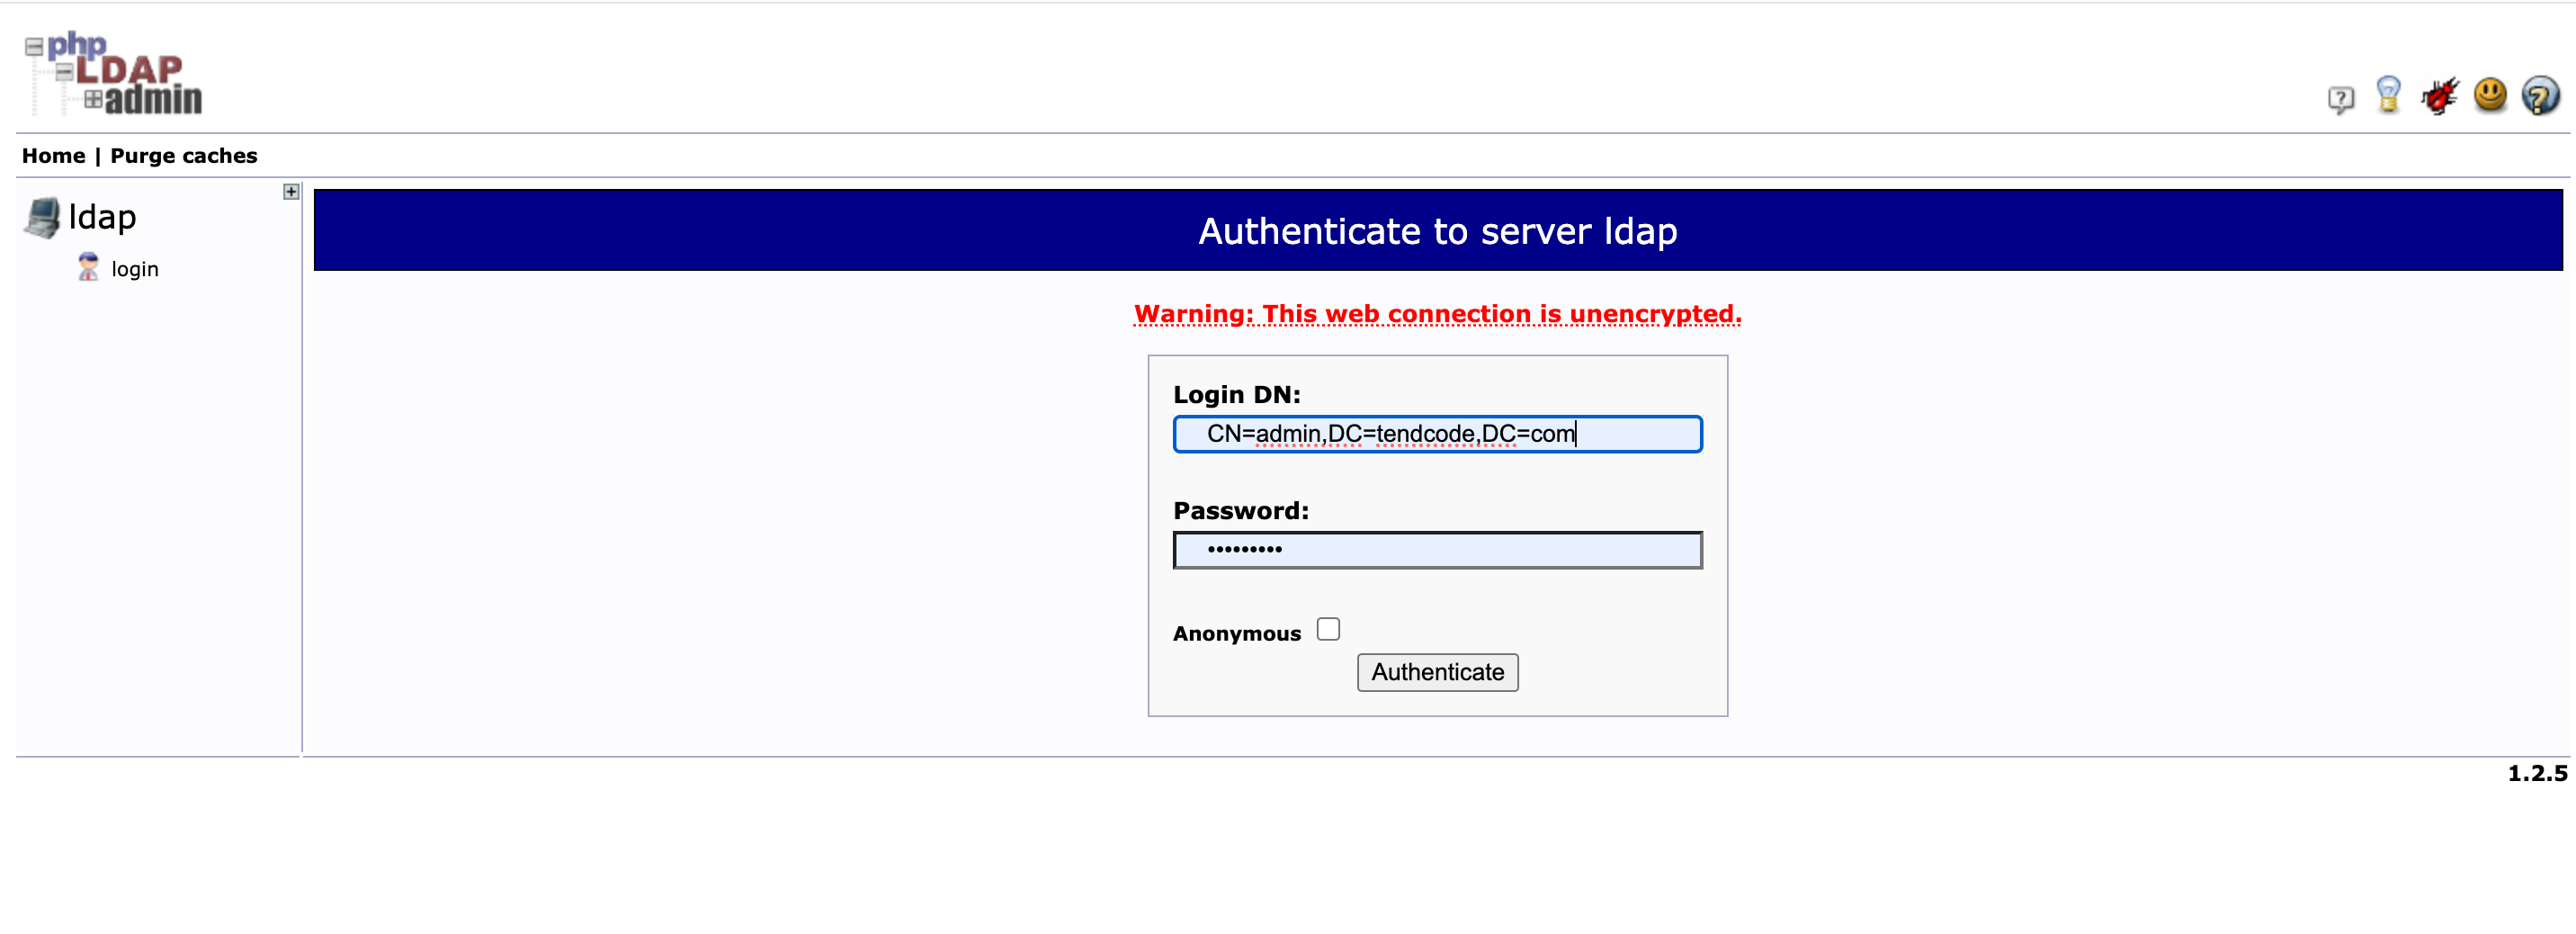 php
LDAP
admin
Home | Purge caches
ldap
login
Authenticate to server ldap
Warning: This web connection is unencrypted.
Login DN:
CN=admin,DC=tendcode,DC=com
Password:
•••••••••
Anonymous
Authenticate
1.2.5